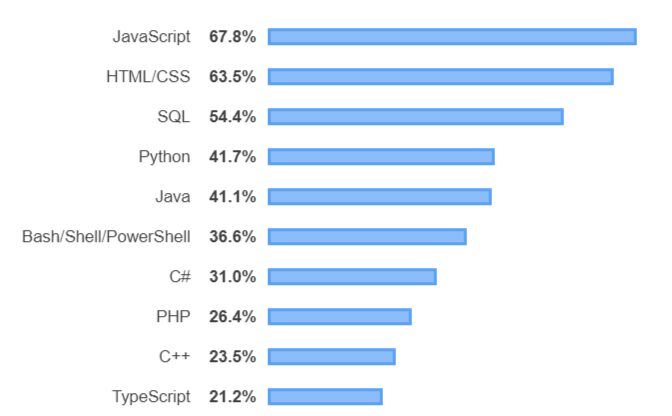 JavaScript 67.8%
HTML/CSS 63.5%
SQL 54.4%
Python 41.7%
Java 41.1%
Bash/Shell/PowerShell 36.6%
C# 31.0%
PHP 26.4%
C++ 23.5%
TypeScript 21.2%